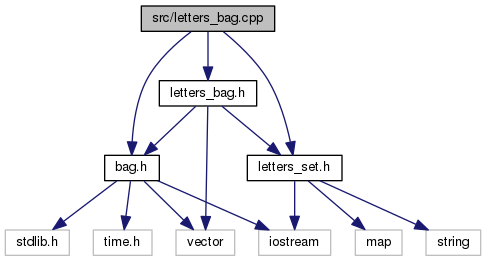 src/letters_bag.cpp
letters_bag.h
bag.h
letters_set.h
stdlib.h
time.h
vector
iostream
map
string